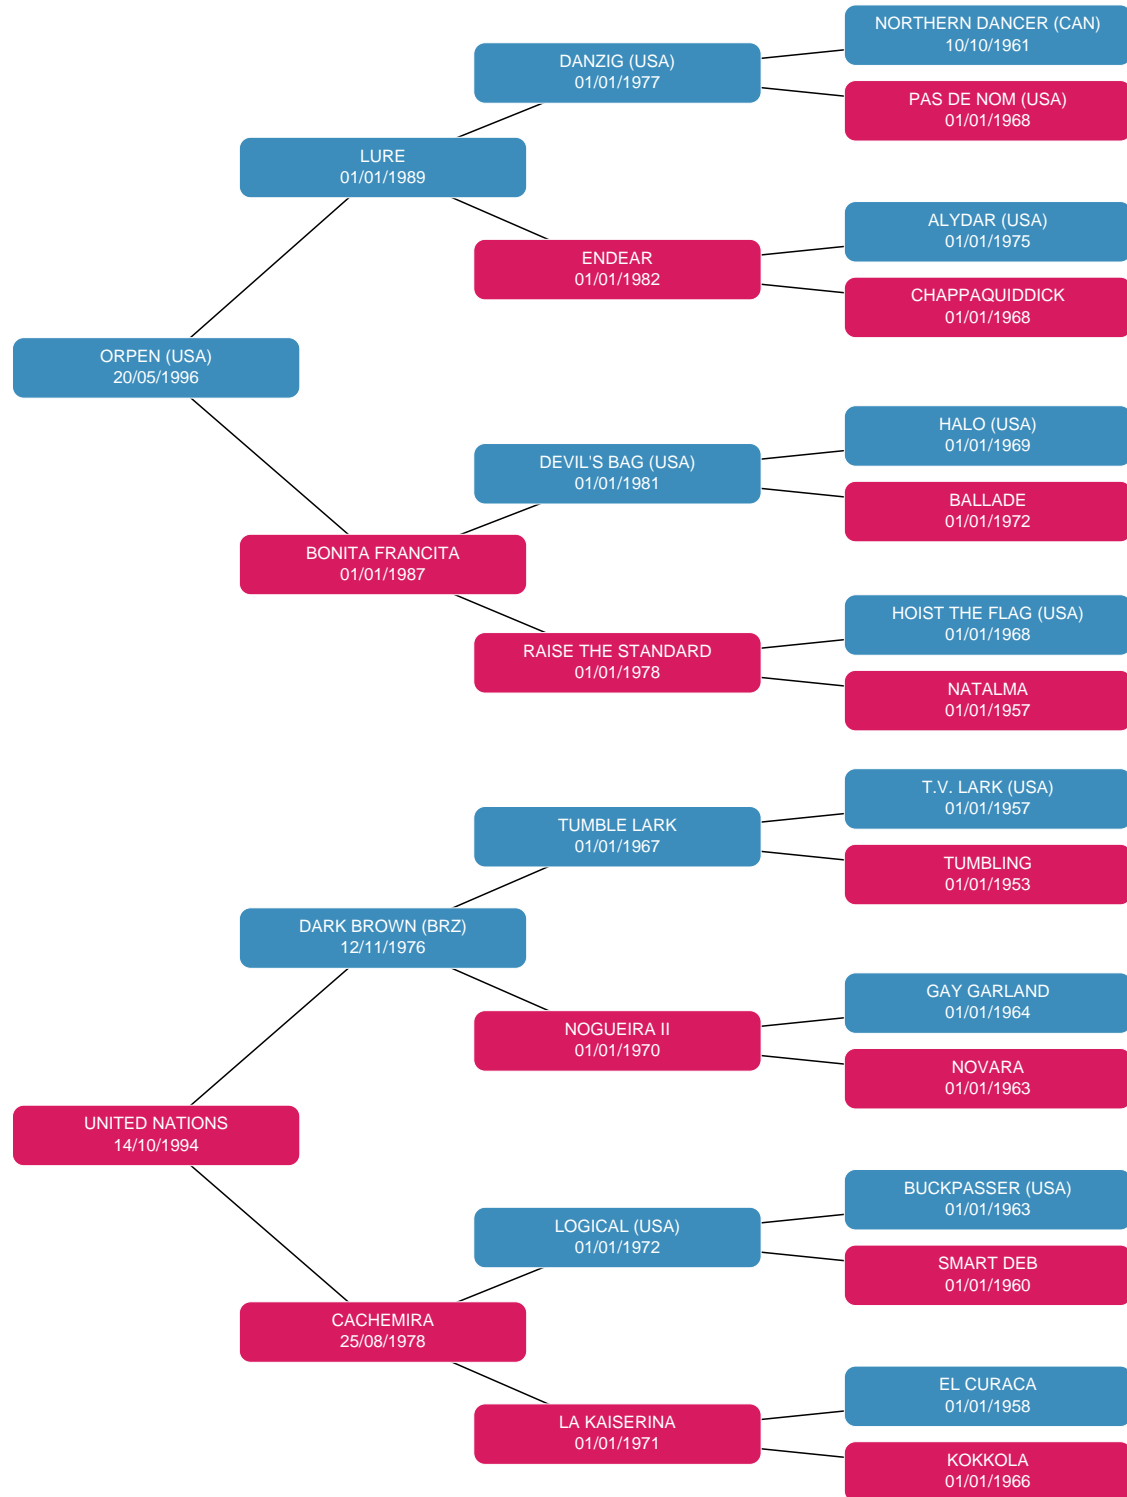 NORTHERN DANCER (CAN)
10/10/1961
DANZIG (USA)
01/01/1977
PAS DE NOM (USA)
01/01/1968
LURE
01/01/1989
ALYDAR (USA)
01/01/1975
ENDEAR
01/01/1982
CHAPPAQUIDDICK
01/01/1968
ORPEN (USA)
20/05/1996
HALO (USA)
01/01/1969
DEVIL'S BAG (USA)
01/01/1981
BALLADE
01/01/1972
BONITA FRANCITA
01/01/1987
HOIST THE FLAG (USA)
01/01/1968
RAISE THE STANDARD
01/01/1978
NATALMA
01/01/1957
T.V. LARK (USA)
01/01/1957
TUMBLE LARK
01/01/1967
TUMBLING
01/01/1953
DARK BROWN (BRZ)
12/11/1976
GAY GARLAND
01/01/1964
NOGUEIRA II
01/01/1970
NOVARA
01/01/1963
UNITED NATIONS
14/10/1994
BUCKPASSER (USA)
01/01/1963
LOGICAL (USA)
01/01/1972
SMART DEB
01/01/1960
CACHEMIRA
25/08/1978
EL CURACA
01/01/1958
LA KAISERINA
01/01/1971
KOKKOLA
01/01/1966